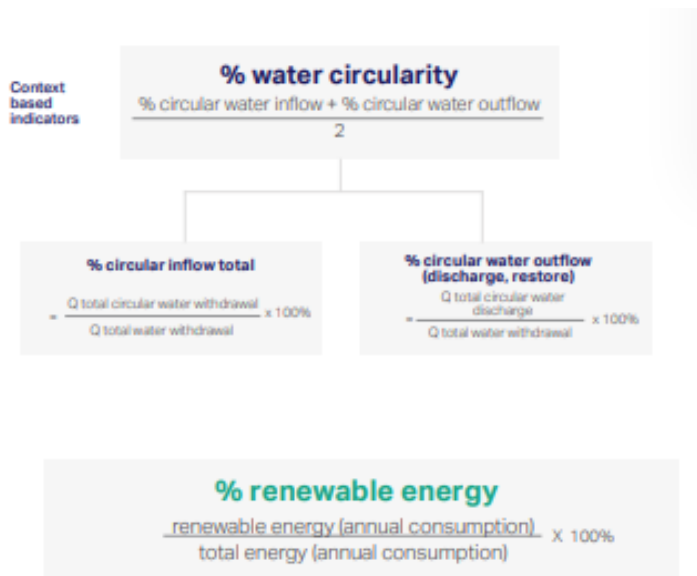 Context
based
indicators
% water circularity
% circular water inflow + % circular water outflow
2
% circular inflow total
= Q total circular water withdrawal x 100%
Q total water withdrawal
% circular water outflow
(discharge, restore)
Q total circular water
discharge
= x 100%
Q total water withdrawal
% renewable energy
renewable energy (annual consumption) X 100%
total energy (annual consumption)